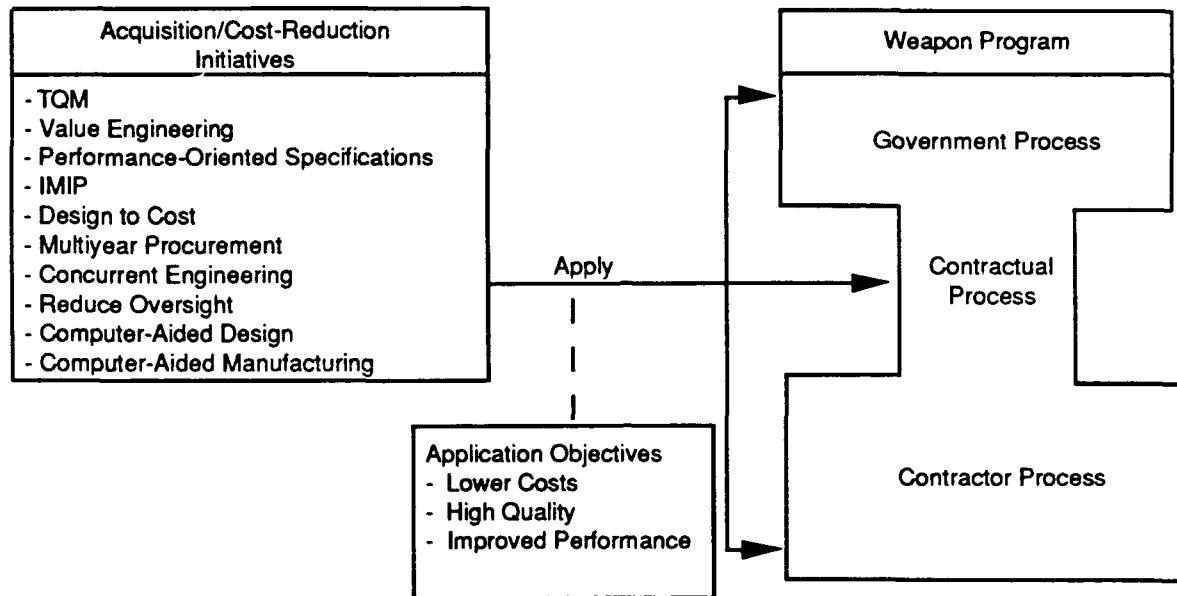 Acquisition/Cost-Reduction
Initiatives
- TQM
- Value Engineering
- Performance-Oriented Specifications
- IMIP
- Design to Cost
- Multiyear Procurement
- Concurrent Engineering
- Reduce Oversight
- Computer-Aided Design
- Computer-Aided Manufacturing
Apply
Application Objectives
- Lower Costs
- High Quality
- Improved Performance
Weapon Program
Government Process
Contractual
Process
Contractor Process